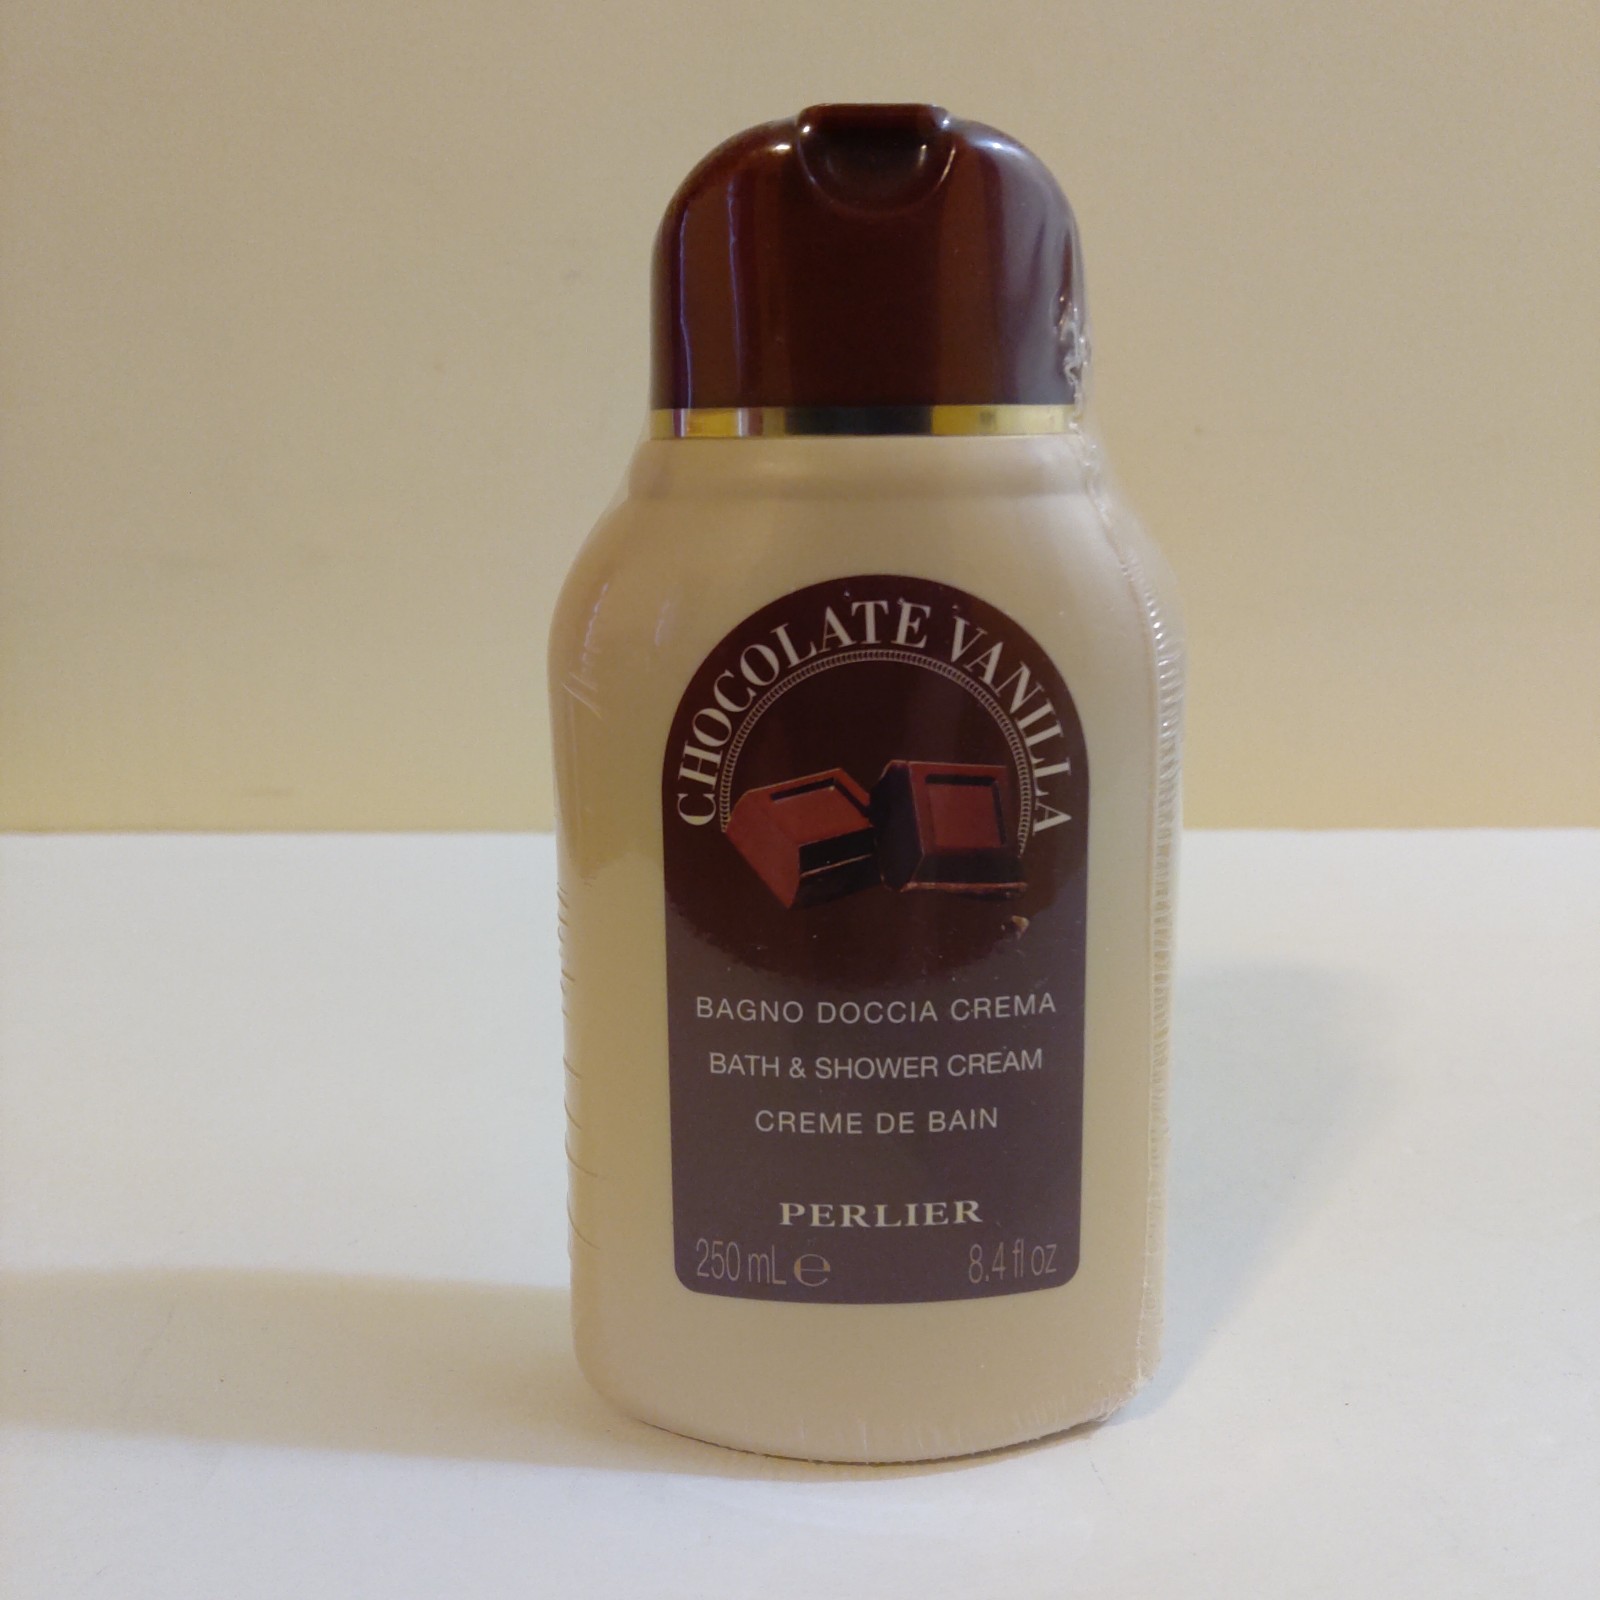 CHOCOLATE VANILLA
BAGNO DOCCIA CREMA
BATH & SHOWER CREAM
CREME DE BAIN
PERLIER
250 mL ℮ 8.4 fl oz